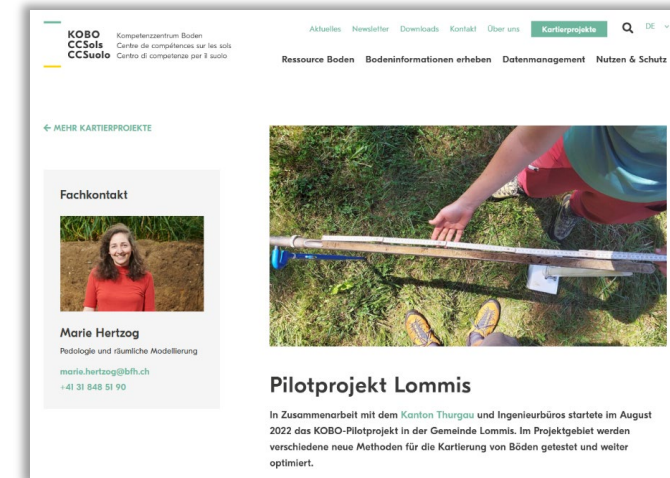 KOBO Kompetenzzentrum Boden
CCSols Centre de compétences sur les sols
CCSuolo Centro di competenze per il suolo
Aktuelles Newsletter Downloads Kontakt Über uns Kartierprojekte DE
Ressource Boden Bodeninformationen erheben Datenmanagement Nutzen & Schutz
← MEHR KARTIERPROJEKTE
Fachkontakt
Marie Hertzog
Pedologie und räumliche Modellierung
marie.hertzog@bfh.ch
+41 31 848 51 90
Pilotprojekt Lommis
In Zusammenarbeit mit dem Kanton Thurgau und Ingenieurbüros startete im August
2022 das KOBO-Pilotprojekt in der Gemeinde Lommis. Im Projektgebiet werden
verschiedene neue Methoden für die Kartierung von Böden getestet und weiter
optimiert.